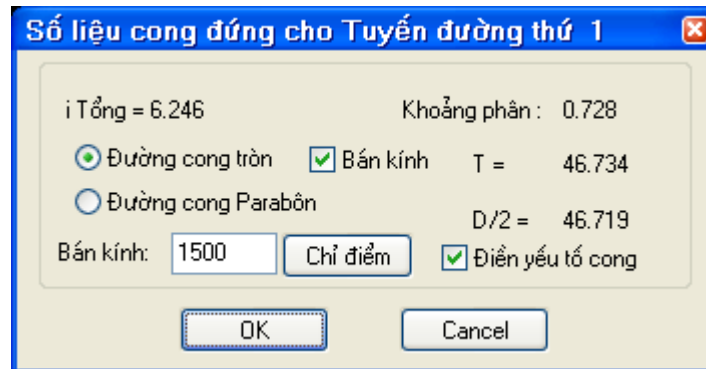 Số liệu cong đứng cho Tuyến đường thứ 1
i Tổng = 6.246 Khoảng phân : 0.728
Đường cong tròn Bán kính T = 46.734
Đường cong Parabôn
D/2 = 46.719
Bán kính: 1500 Chỉ điểm Điền yếu tố cong
OK Cancel